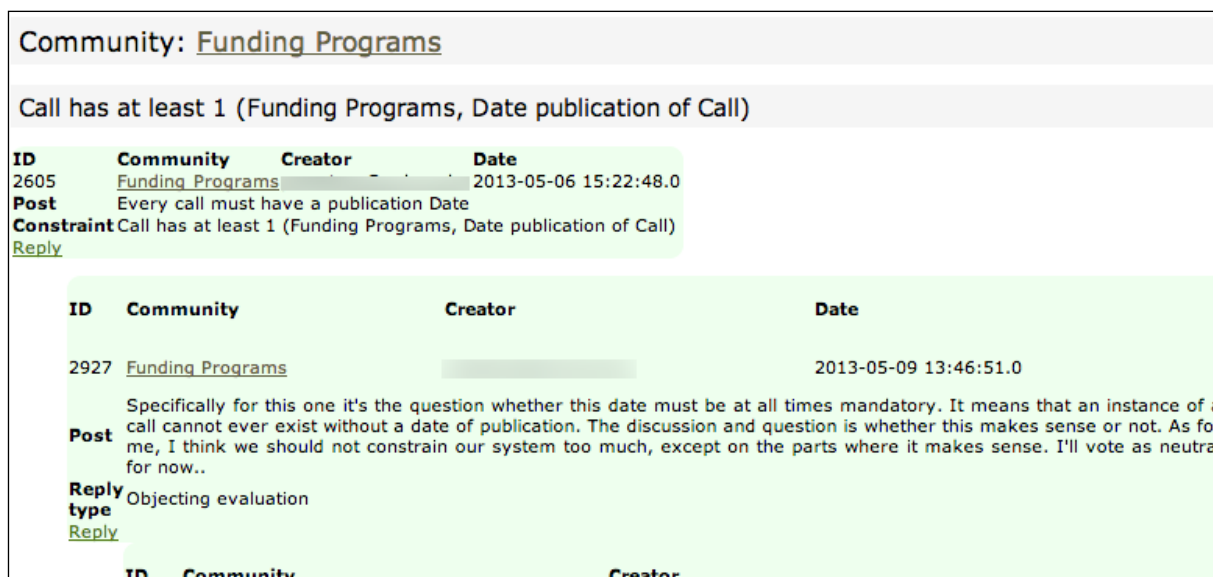 Community: Funding Programs
Call has at least 1 (Funding Programs, Date publication of Call)
ID Community Creator Date
2605 Funding Programs 2013-05-06 15:22:48.0
Post Every call must have a publication Date
Constraint Call has at least 1 (Funding Programs, Date publication of Call)
Reply
ID Community Creator Date
2927 Funding Programs 2013-05-09 13:46:51.0
Specifically for this one it's the question whether this date must be at all times mandatory. It means that an instance of
call cannot ever exist without a date of publication. The discussion and question is whether this makes sense or not. As fo
Post
me, I think we should not constrain our system too much, except on the parts where it makes sense. I'll vote as neutra
for now..
Reply type Objecting evaluation
Reply
ID Community Creator